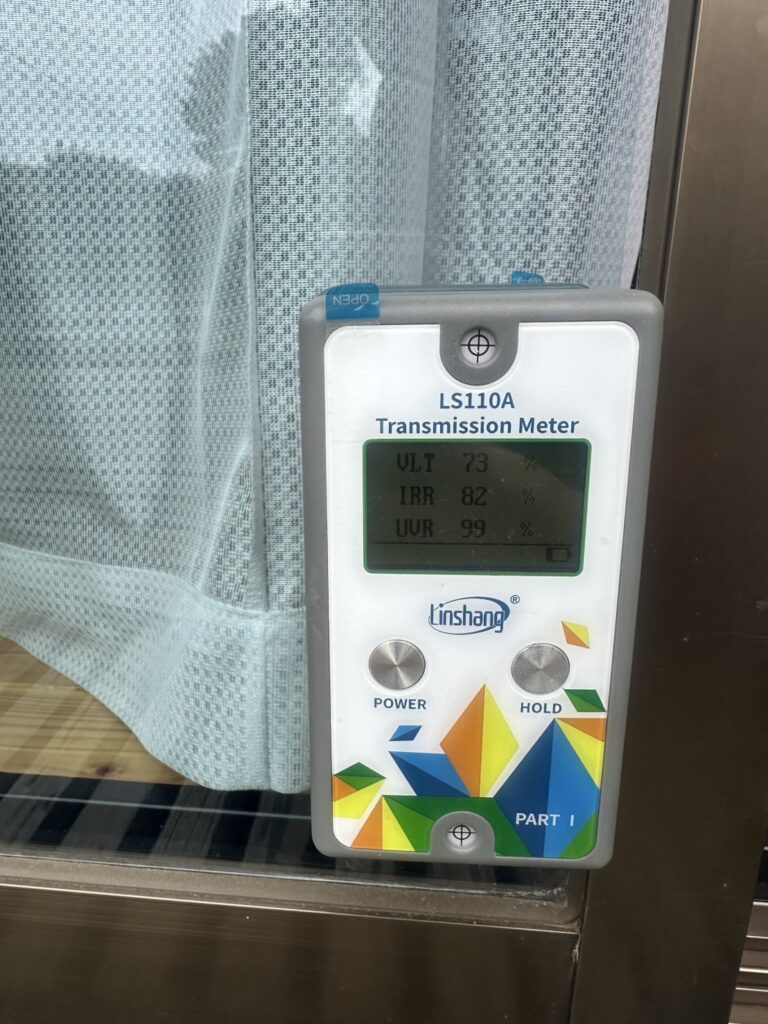 OPEN
LS110A
Transmission Meter
VLT 73 %
IRR 82 %
UVR 99 %
Linshang®
POWER
HOLD
PART I